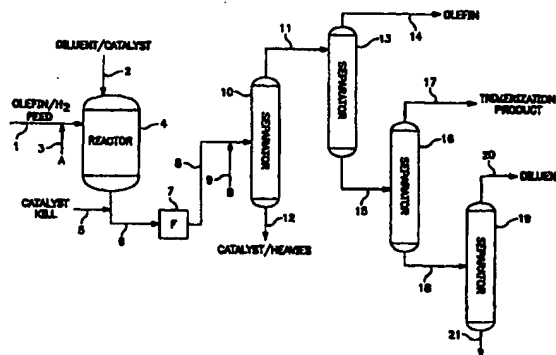 DILUENT/CATALYST
2
OLEFIN/H2
FEED
1
3
A
REACTOR
4
CATALYST
KILL
5
6
7
F
8
9
B
10
SEPARATOR
11
12
CATALYST/HEAVIES
13
SEPARATOR
14
OLEFIN
15
16
SEPARATOR
17
TRIMERIZATION
PRODUCT
18
19
SEPARATOR
20
DILUENT
21